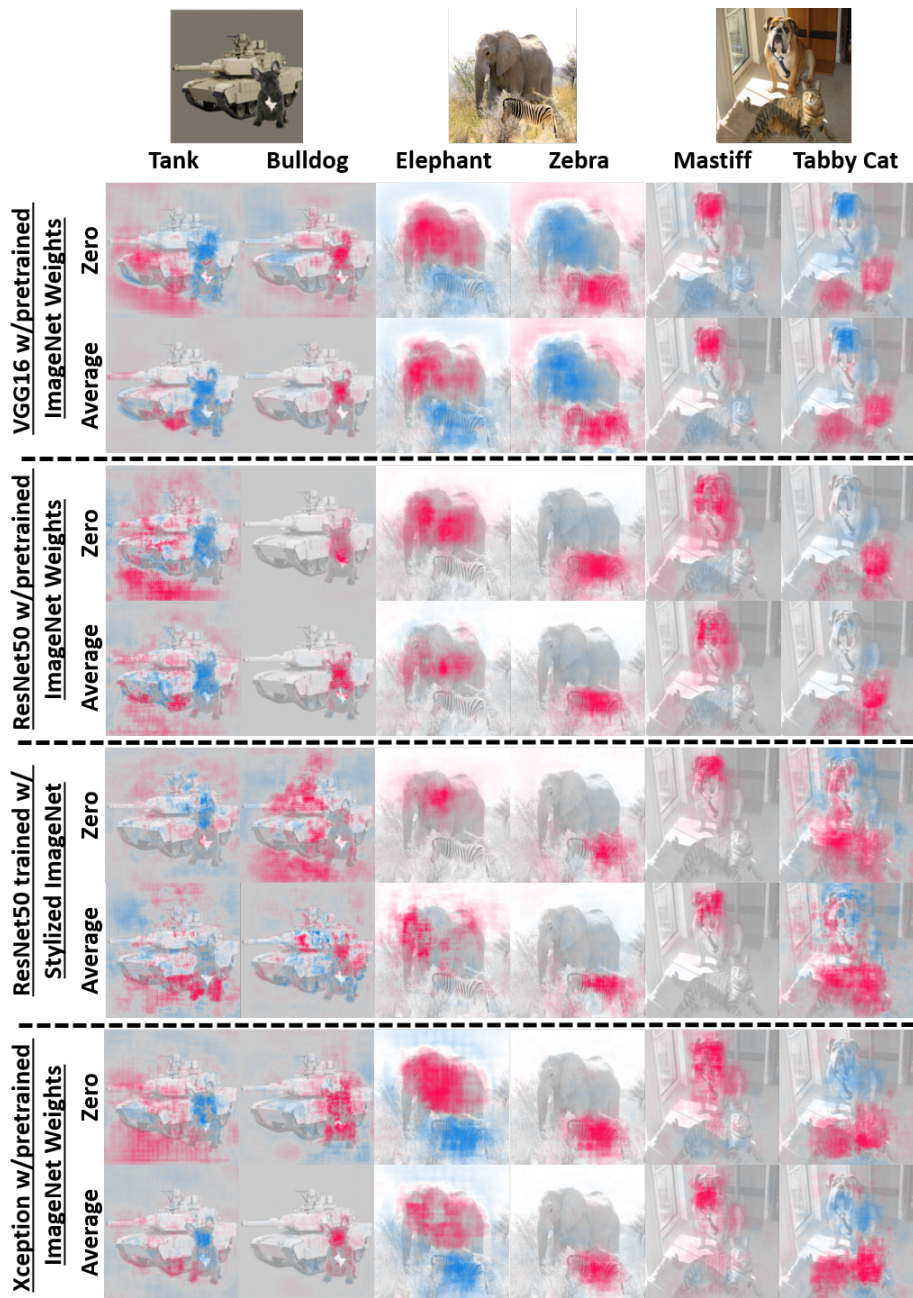 Tank Bulldog Elephant Zebra Mastiff Tabby Cat
VGG16 w/pretrained
ImageNet Weights
Zero
Average
ResNet50 w/pretrained
ImageNet Weights
Zero
Average
ResNet50 trained w/
Stylized ImageNet
Zero
Average
Xception w/pretrained
ImageNet Weights
Zero
Average